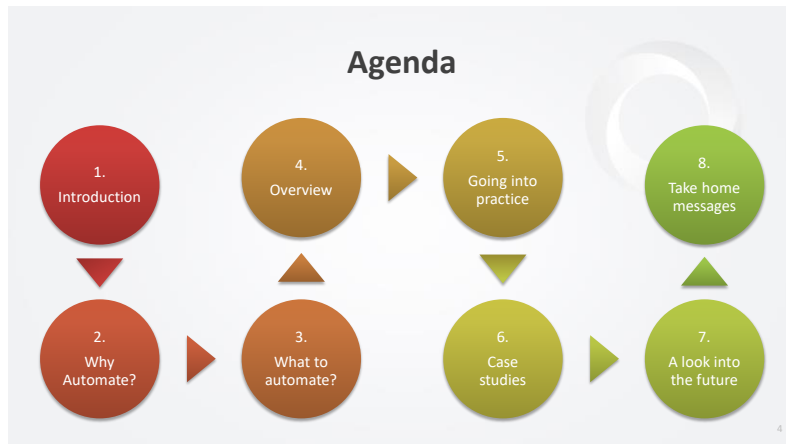 Agenda
1.
Introduction
2.
Why
Automate?
3.
What to
automate?
4.
Overview
5.
Going into
practice
6.
Case
studies
7.
A look into
the future
8.
Take home
messages
4